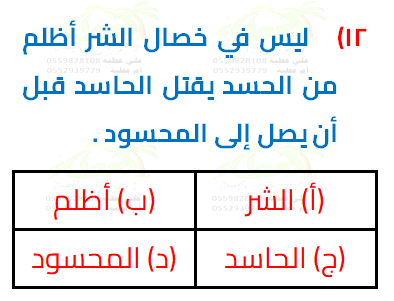 ١٢) ليس في خصال الشر أظلم
من الحسد يقتل الحاسد قبل
أن يصل إلى المحسود .
(أ) الشر (ب) أظلم
(ج) الحاسد (د) المحسود